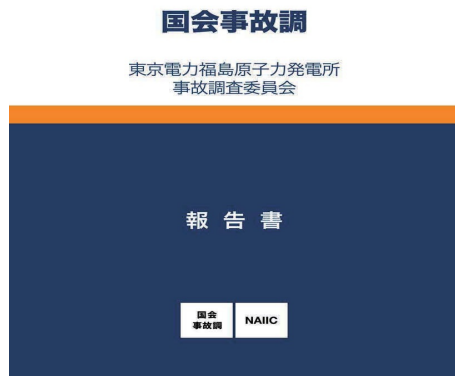 国会事故調
東京電力福島原子力発電所
事故調査委員会
報告書
国会
事故調
NAIIC